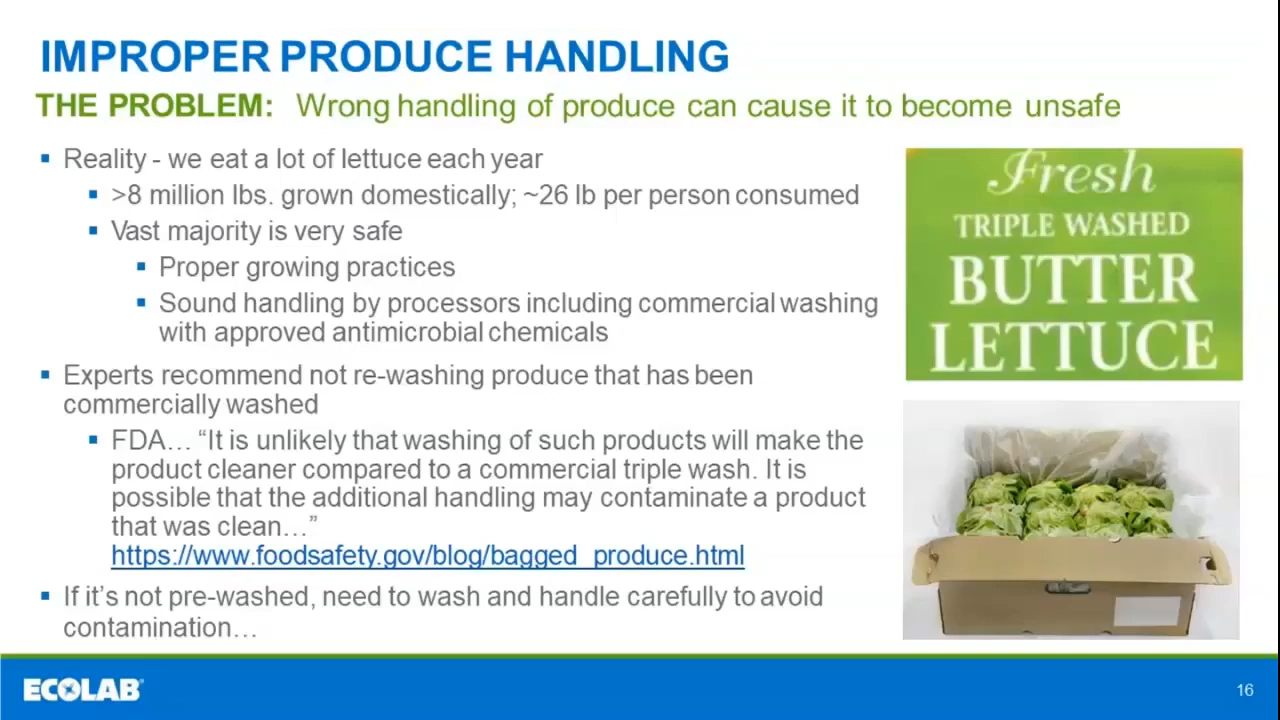 IMPROPER PRODUCE HANDLING
THE PROBLEM: Wrong handling of produce can cause it to become unsafe
Reality - we eat a lot of lettuce each year
>8 million lbs. grown domestically; ~26 lb per person consumed
Vast majority is very safe
Proper growing practices
Sound handling by processors including commercial washing
with approved antimicrobial chemicals
Experts recommend not re-washing produce that has been
commercially washed
FDA… “It is unlikely that washing of such products will make the
product cleaner compared to a commercial triple wash. It is
possible that the additional handling may contaminate a product
that was clean…”
https://www.foodsafety.gov/blog/bagged_produce.html
If it’s not pre-washed, need to wash and handle carefully to avoid
contamination…
Fresh
TRIPLE WASHED
BUTTER
LETTUCE
ECOLAB®
16